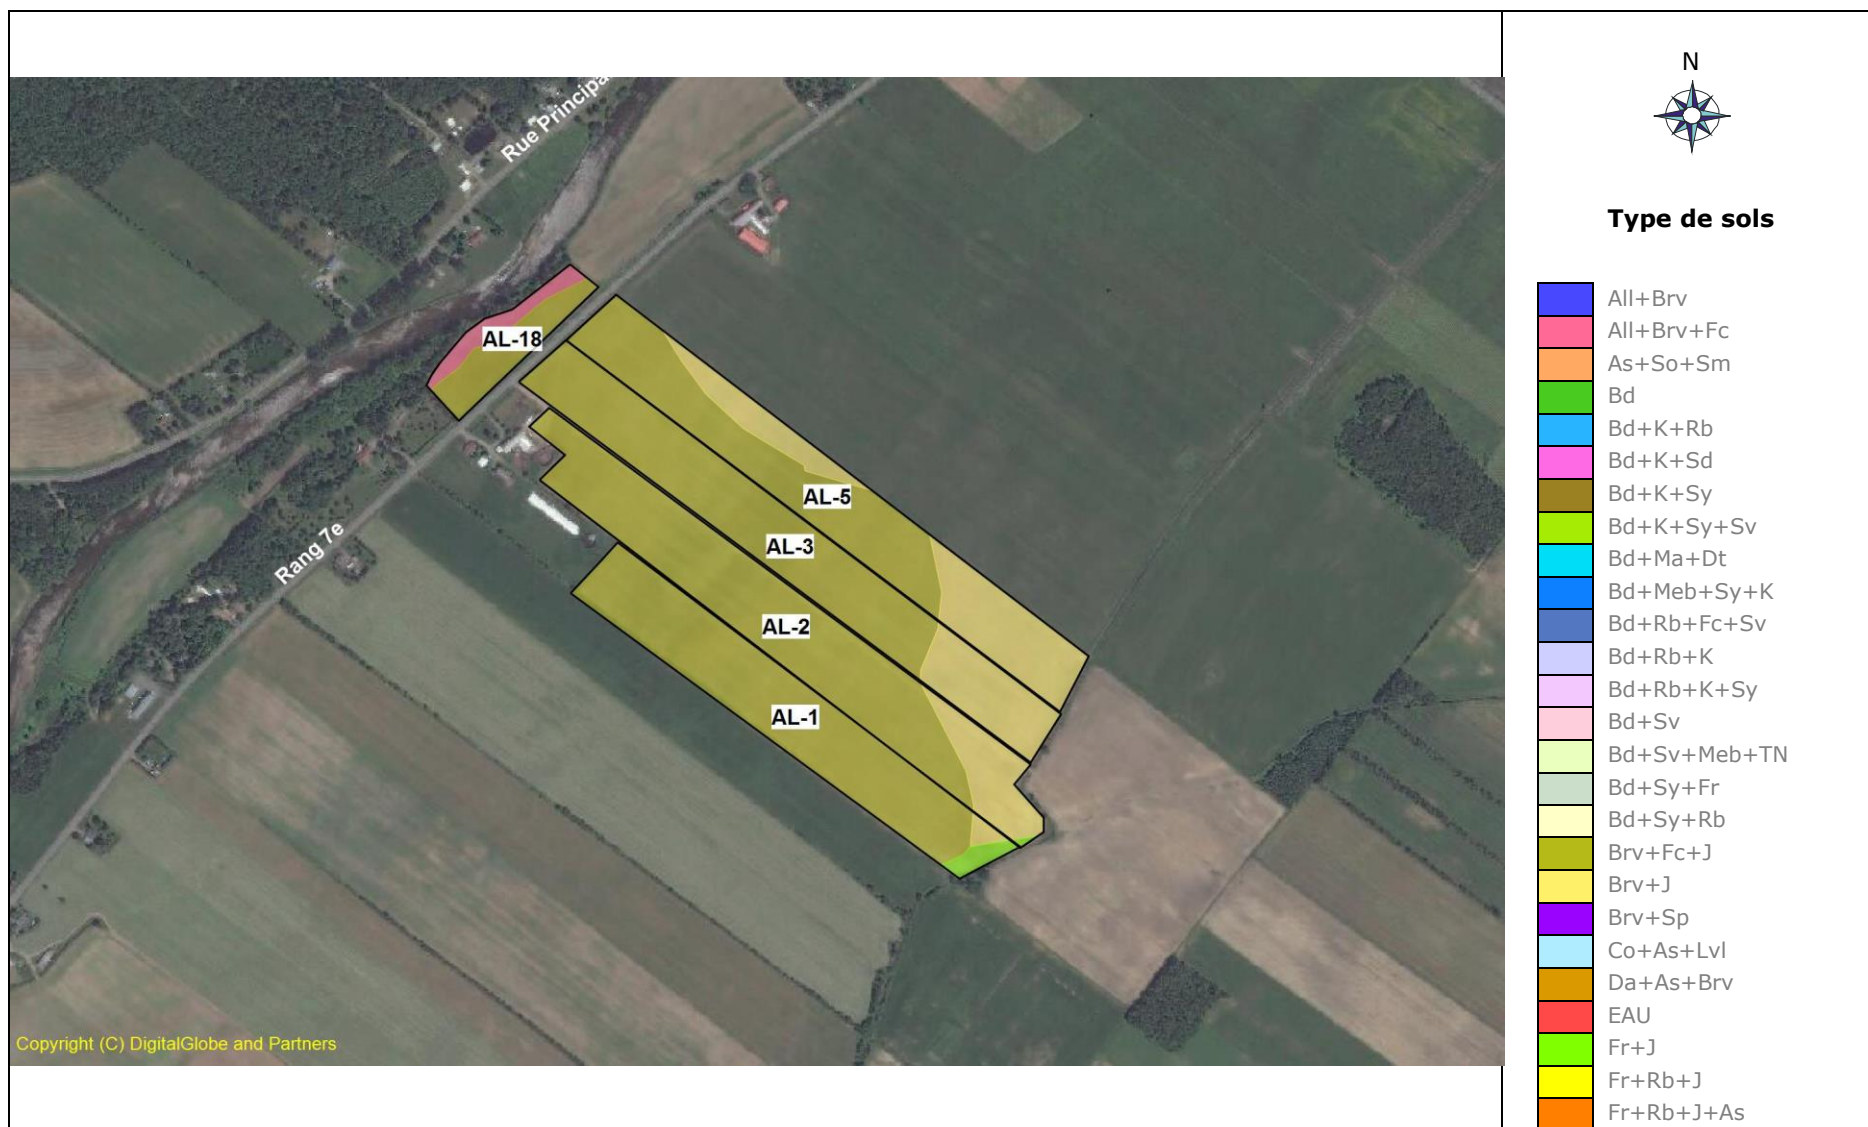 Rue Principa
AL-18
AL-5
AL-3
AL-2
AL-1
Rang 7e
Copyright (C) DigitalGlobe and Partners
N
Type de sols
All+Brv
All+Brv+Fc
As+So+Sm
Bd
Bd+K+Rb
Bd+K+Sd
Bd+K+Sy
Bd+K+Sy+Sv
Bd+Ma+Dt
Bd+Meb+Sy+K
Bd+Rb+Fc+Sv
Bd+Rb+K
Bd+Rb+K+Sy
Bd+Sv
Bd+Sv+Meb+TN
Bd+Sy+Fr
Bd+Sy+Rb
Brv+Fc+J
Brv+J
Brv+Sp
Co+As+Lvl
Da+As+Brv
EAU
Fr+J
Fr+Rb+J
Fr+Rb+J+As